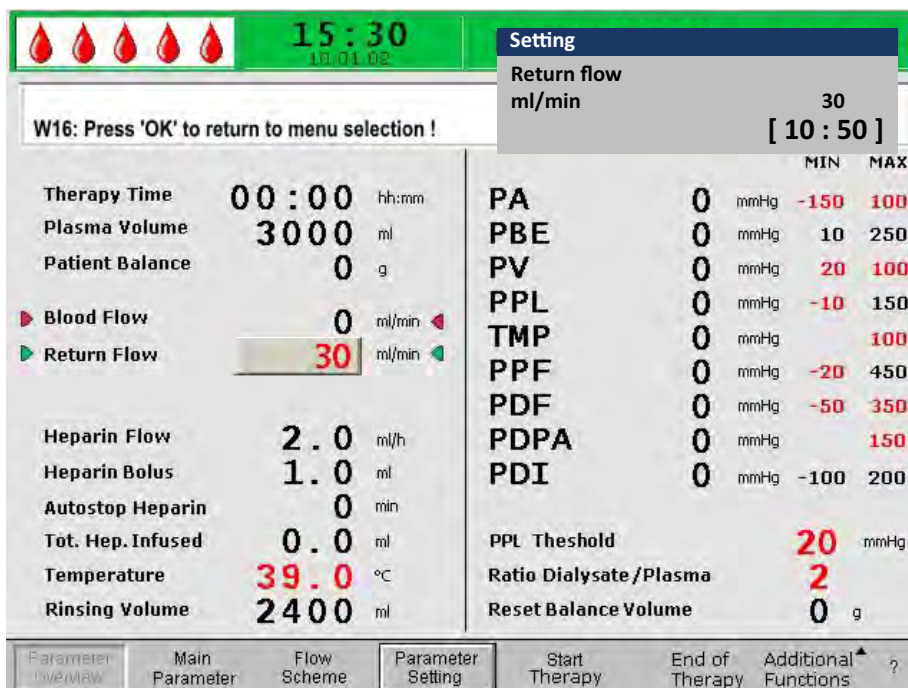 15:30
10.01.02
Setting
Return flow
ml/min 30
[ 10 : 50 ]
W16: Press 'OK' to return to menu selection !
MIN MAX
Therapy Time 00:00 hh:mm
Plasma Volume 3000 ml
Patient Balance 0 g
Blood Flow 0 ml/min
Return Flow 30 ml/min
Heparin Flow 2.0 ml/h
Heparin Bolus 1.0 ml
Autostop Heparin 0 min
Tot. Hep. Infused 0.0 ml
Temperature 39.0 °C
Rinsing Volume 2400 ml
PA 0 mmHg -150 100
PBE 0 mmHg 10 250
PV 0 mmHg 20 100
PPL 0 mmHg -10 150
TMP 0 mmHg 100
PPF 0 mmHg -20 450
PDF 0 mmHg -50 350
PDPA 0 mmHg 150
PDI 0 mmHg -100 200
PPL Theshold 20 mmHg
Ratio Dialysate/Plasma 2
Reset Balance Volume 0 g
Parameter Overview
Main Parameter
Flow Scheme
Parameter Setting
Start Therapy
End of Therapy
Additional Functions
?